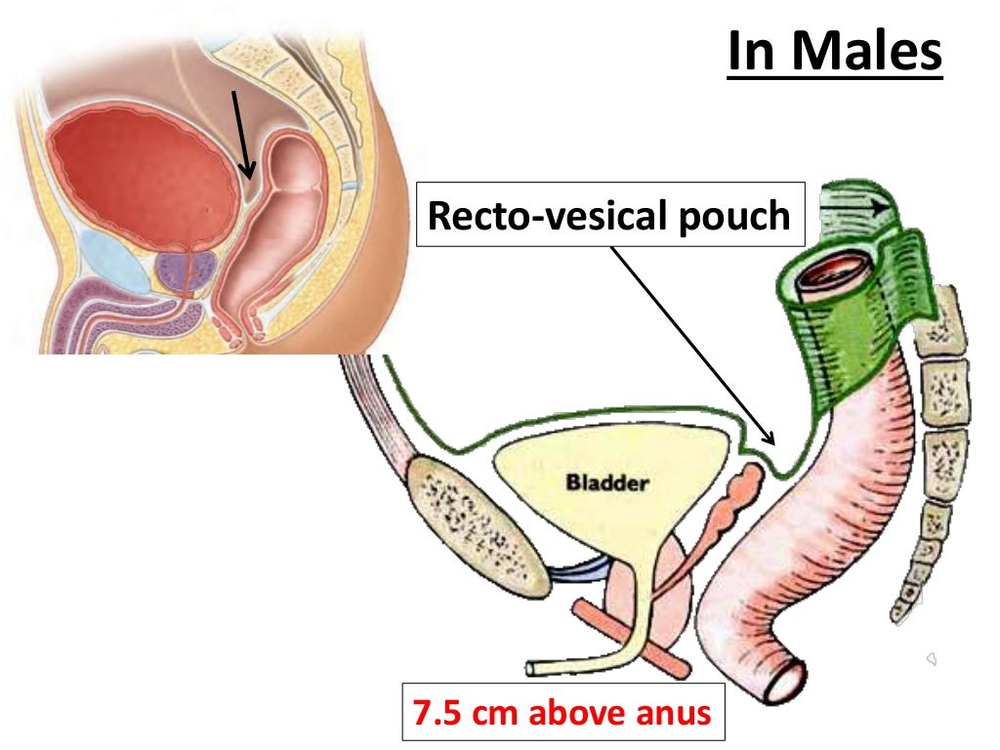 In Males
Recto-vesical pouch
Bladder
7.5 cm above anus